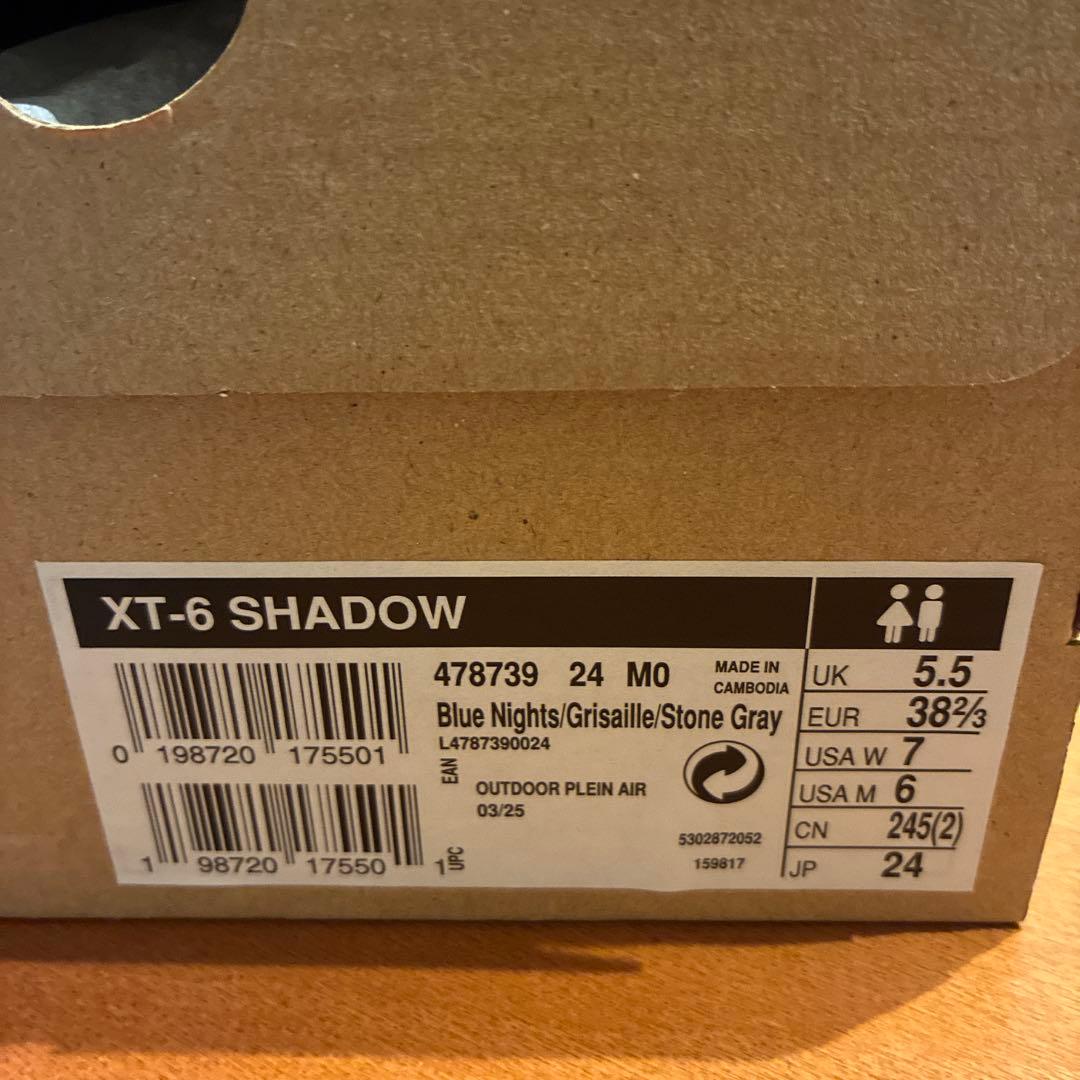 XT-6 SHADOW
478739 24 M0
MADE IN
CAMBODIA
Blue Nights/Grisaille/Stone Gray
L4787390024
0 198720 175501
EAN
OUTDOOR PLEIN AIR
03/25
1 98720 17550 1
UPC
5302872052
159817
UK 5.5
EUR 38⅔
USA W 7
USA M 6
CN 245(2)
JP 24